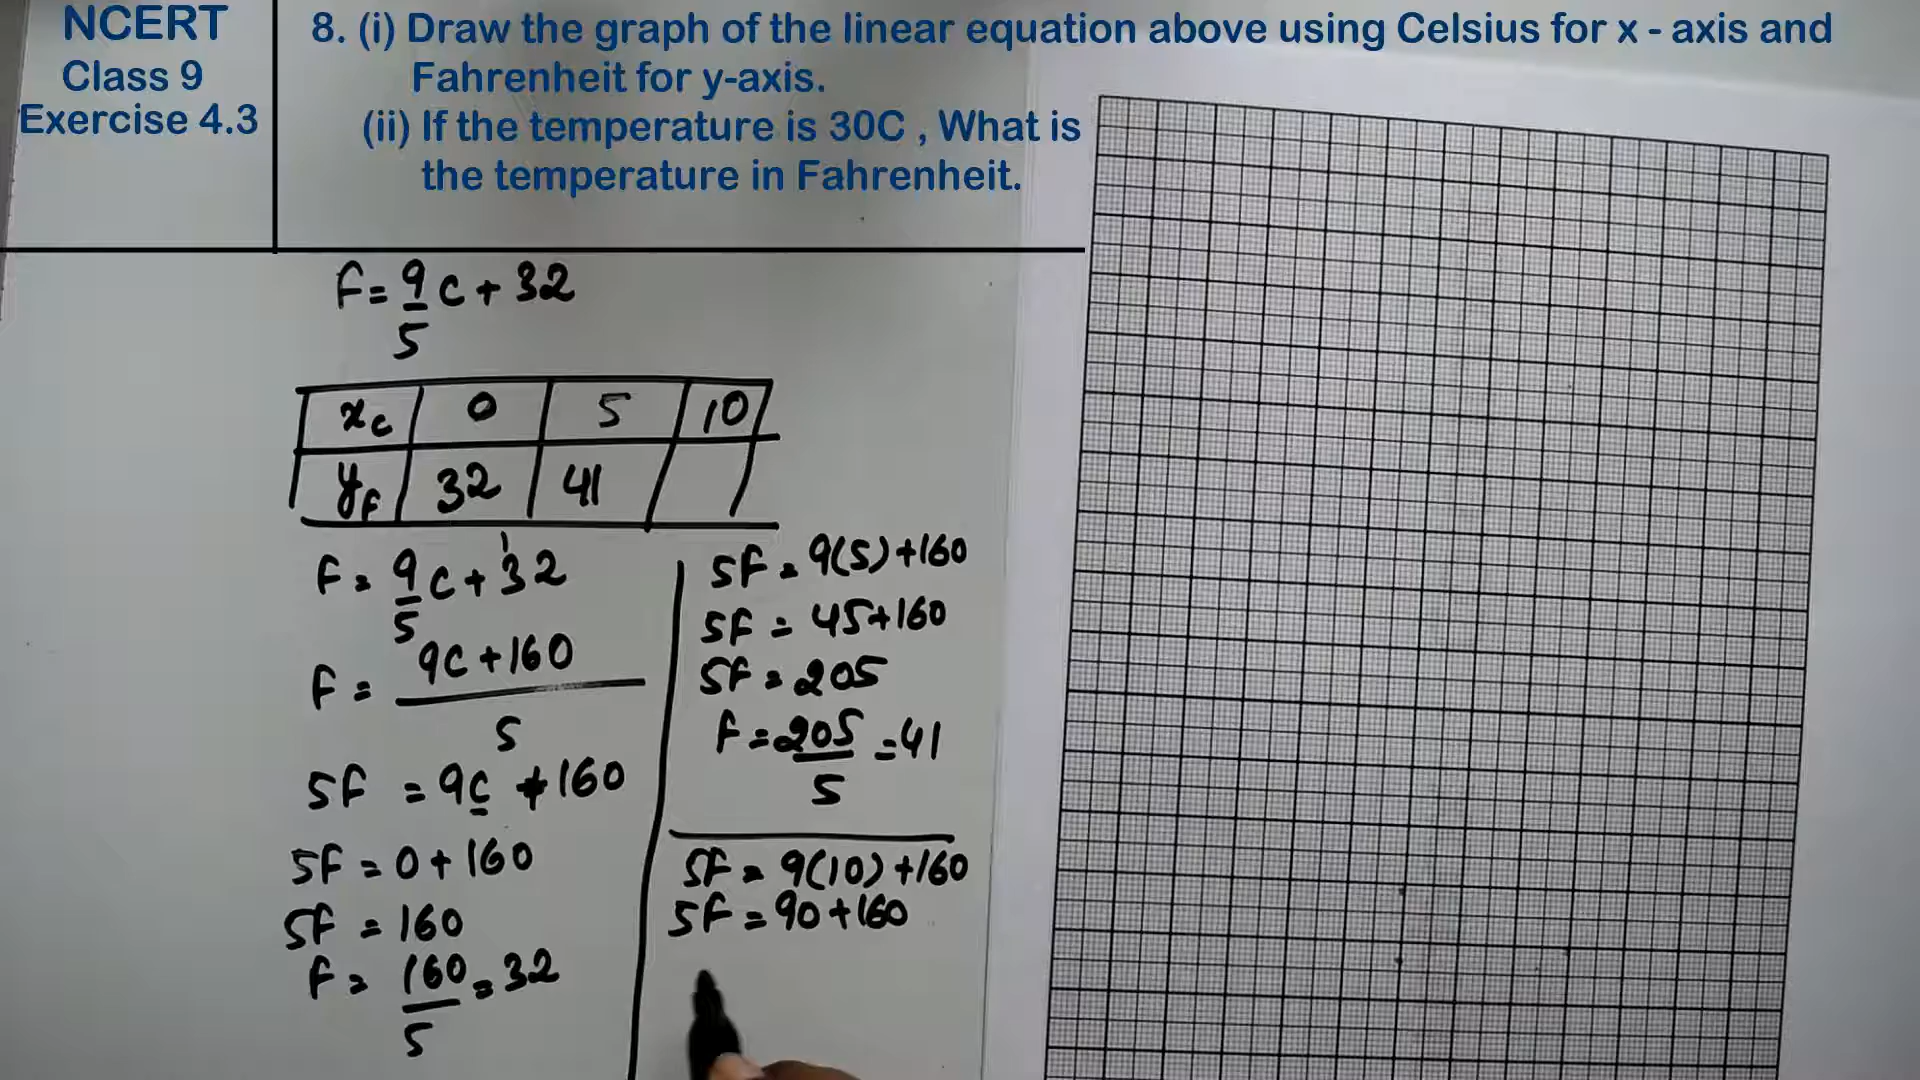 NCERT
Class 9
Exercise 4.3
8. (i) Draw the graph of the linear equation above using Celsius for x - axis and
Fahrenheit for y-axis.
(ii) If the temperature is 30C , What is
the temperature in Fahrenheit.
F = 9/5 C + 32
x C 0 5 10
y F 32 41
F = 9/5 C + 32/1
F = 9C + 160 / 5
5F = 9C + 160
5F = 0 + 160
5F = 160
F = 160/5 = 32
5F = 9(5) + 160
5F = 45 + 160
5F = 205
F = 205/5 = 41
5F = 9(10) + 160
5F = 90 + 160